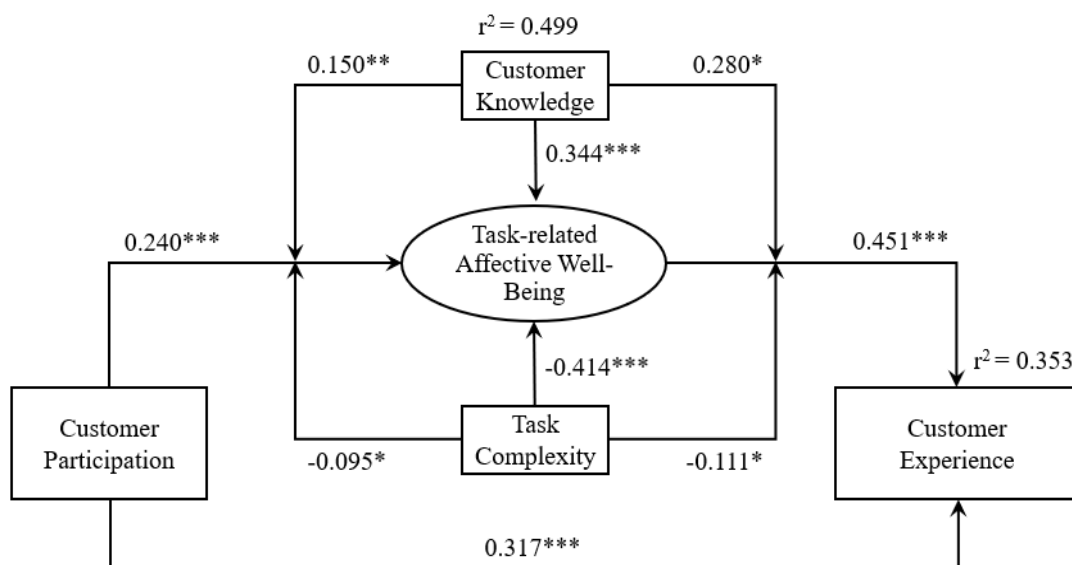 r² = 0.499
0.150**
Customer
Knowledge
0.280*
0.344***
0.240***
Task-related
Affective Well-
Being
0.451***
-0.414***
r² = 0.353
Customer
Participation
Task
Complexity
Customer
Experience
-0.095*
-0.111*
0.317***